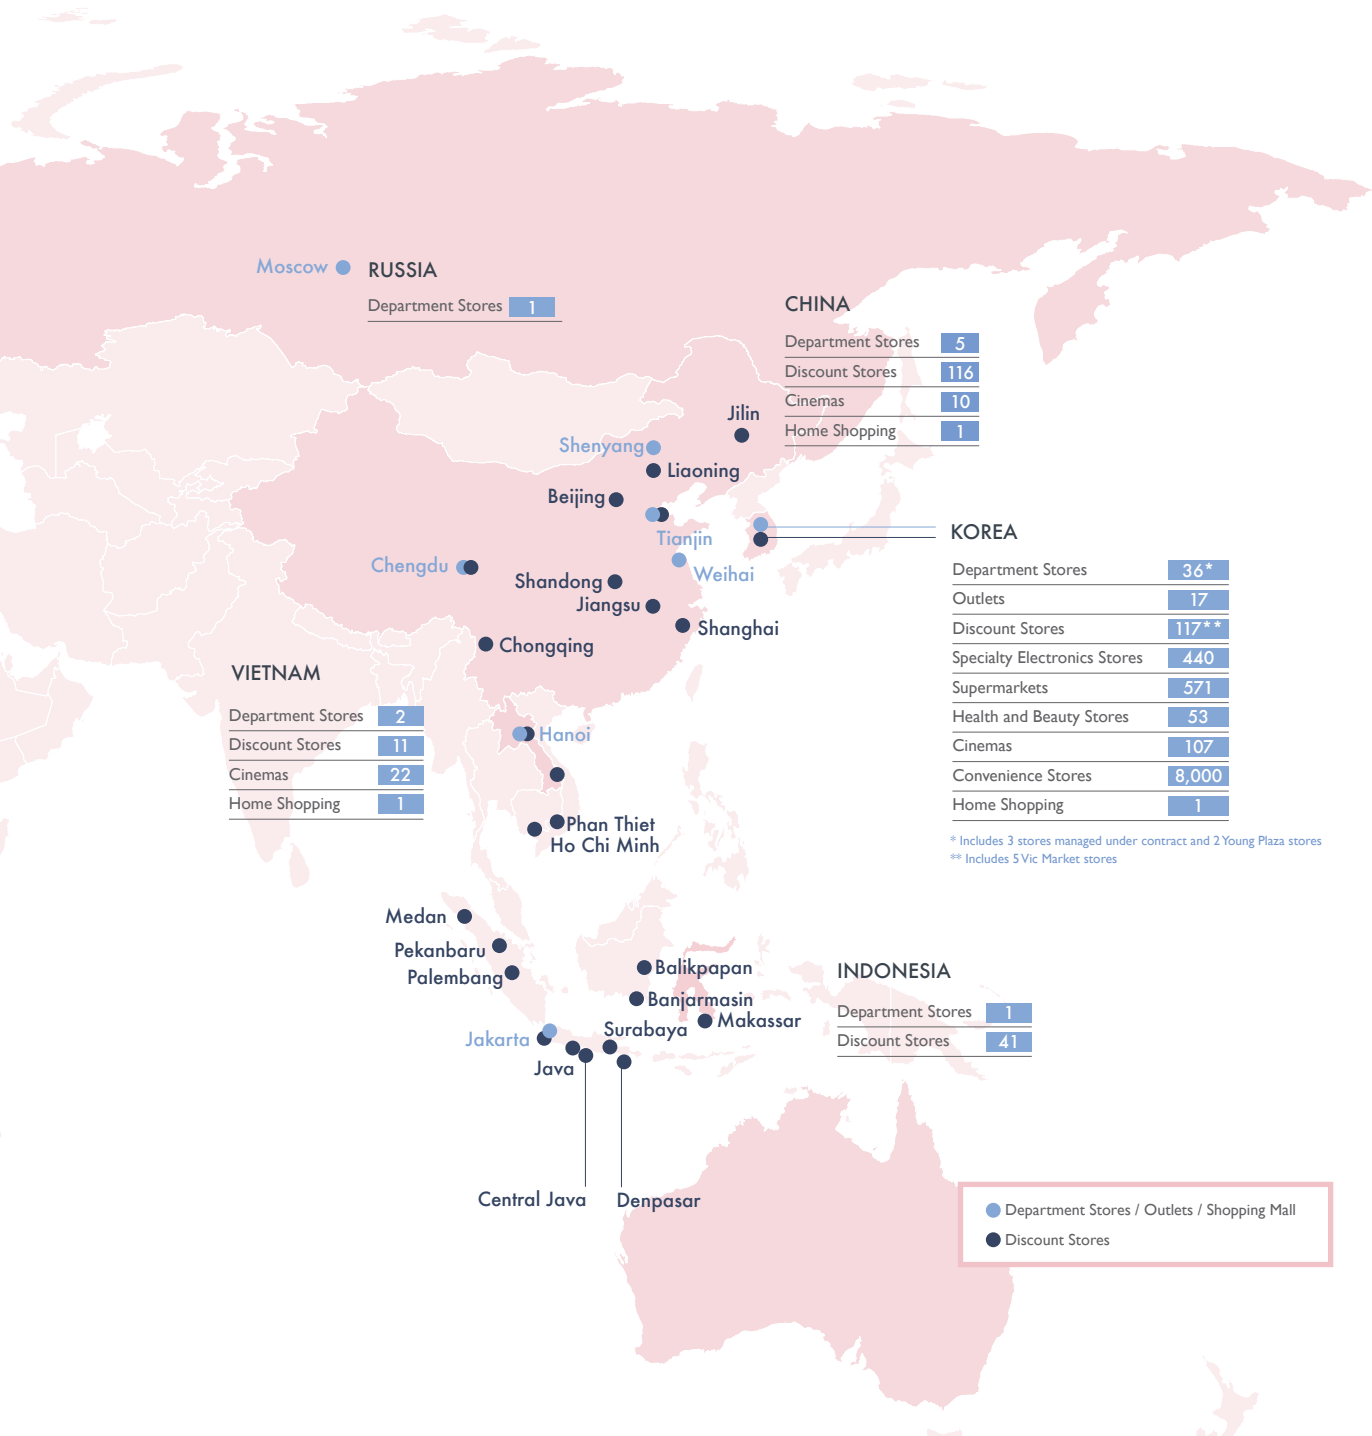 Moscow
RUSSIA
Department Stores 1
CHINA
Department Stores 5
Discount Stores 116
Cinemas 10
Home Shopping 1
Jilin
Shenyang
Liaoning
Beijing
Tianjin
Weihai
Chengdu
Shandong
Jiangsu
Shanghai
Chongqing
KOREA
Department Stores 36*
Outlets 17
Discount Stores 117**
Specialty Electronics Stores 440
Supermarkets 571
Health and Beauty Stores 53
Cinemas 107
Convenience Stores 8,000
Home Shopping 1
* Includes 3 stores managed under contract and 2 Young Plaza stores
** Includes 5 Vic Market stores
VIETNAM
Department Stores 2
Discount Stores 11
Cinemas 22
Home Shopping 1
Hanoi
Phan Thiet
Ho Chi Minh
Medan
Pekanbaru
Palembang
Balikpapan
Banjarmasin
Makassar
Surabaya
Jakarta
Java
INDONESIA
Department Stores 1
Discount Stores 41
Central Java
Denpasar
Department Stores / Outlets / Shopping Mall
Discount Stores